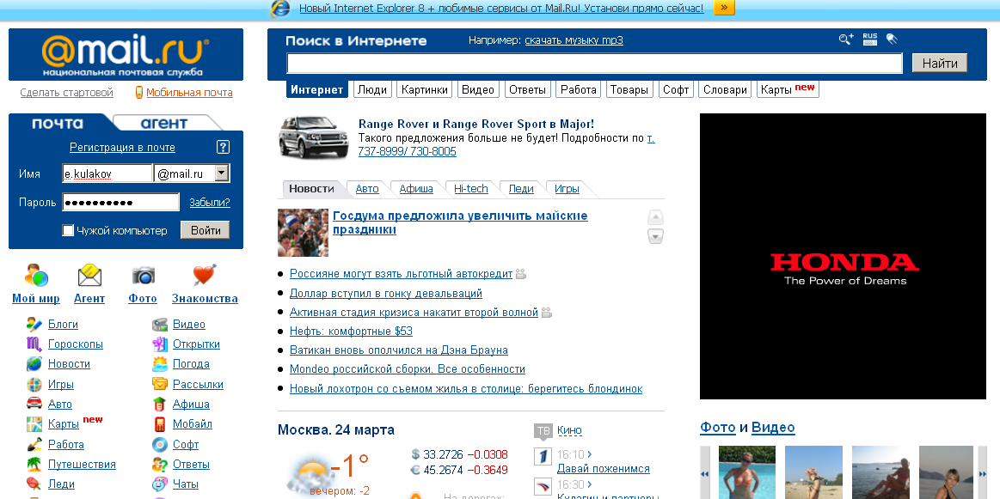 Новый Internet Explorer 8 + любимые сервисы от Mail.Ru! Установи прямо сейчас! »
@mail.ru®
национальная почтовая служба
Сделать стартовой Мобильная почта
Поиск в Интернете Например: скачать музыку mp3 RUS
Найти
Интернет Люди Картинки Видео Ответы Работа Товары Софт Словари Карты new
почта агент
Регистрация в почте ?
Имя e.kulakov @mail.ru
Пароль •••••••••• Забыли?
Чужой компьютер Войти
Мой мир Агент Фото Знакомства
Блоги Видео
Гороскопы Открытки
Новости Погода
Игры Рассылки
Авто Афиша
Карты new Мобайл
Работа Софт
Путешествия Ответы
Леди Чаты
Range Rover и Range Rover Sport в Major!
Такого предложения больше не будет! Подробности по т.
737-8999/ 730-8005
Новости Авто Афиша Hi-tech Леди Игры
Госдума предложила увеличить майские
праздники
Россияне могут взять льготный автокредит
Доллар вступил в гонку девальваций
Активная стадия кризиса накатит второй волной
Нефть: комфортные $53
Ватикан вновь ополчился на Дэна Брауна
Mondeo российской сборки. Все особенности
Новый лохотрон со съемом жилья в столице: берегитесь блондинок
Москва. 24 марта
-1°
вечером: -2
$ 33.2726 −0.0308
€ 45.2674 −0.3649
На дорогах:
ТВ Кино
1 16:10 ›
Давай поженимся
16:30 ›
Кулагин и партнеры
HONDA
The Power of Dreams
Фото и Видео